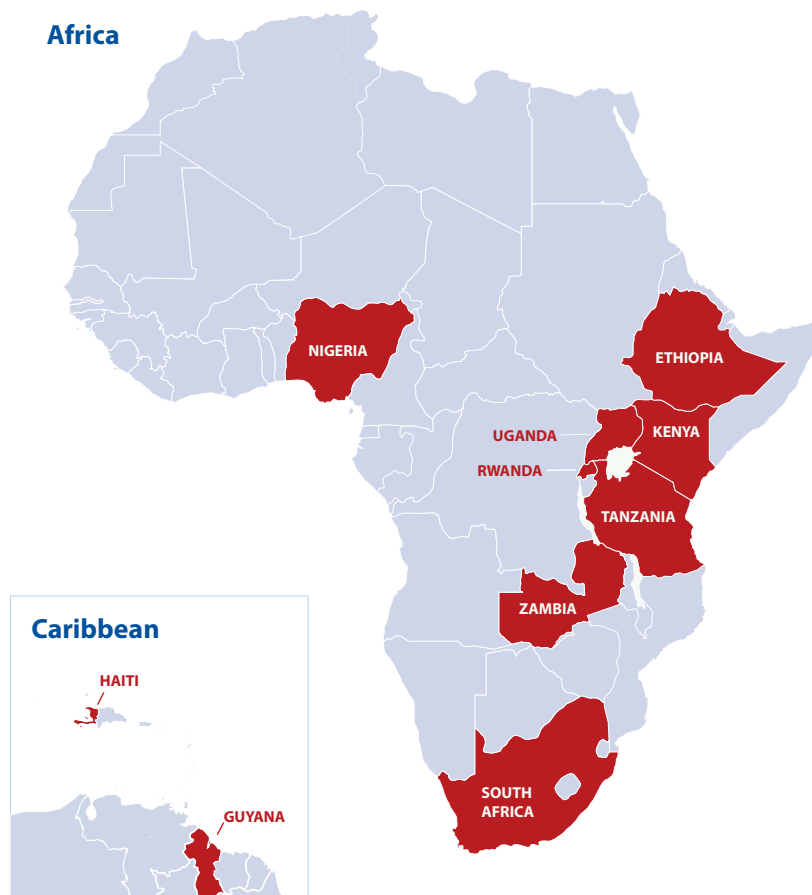 Africa
NIGERIA
ETHIOPIA
UGANDA
KENYA
RWANDA
TANZANIA
ZAMBIA
SOUTH
AFRICA
Caribbean
HAITI
GUYANA